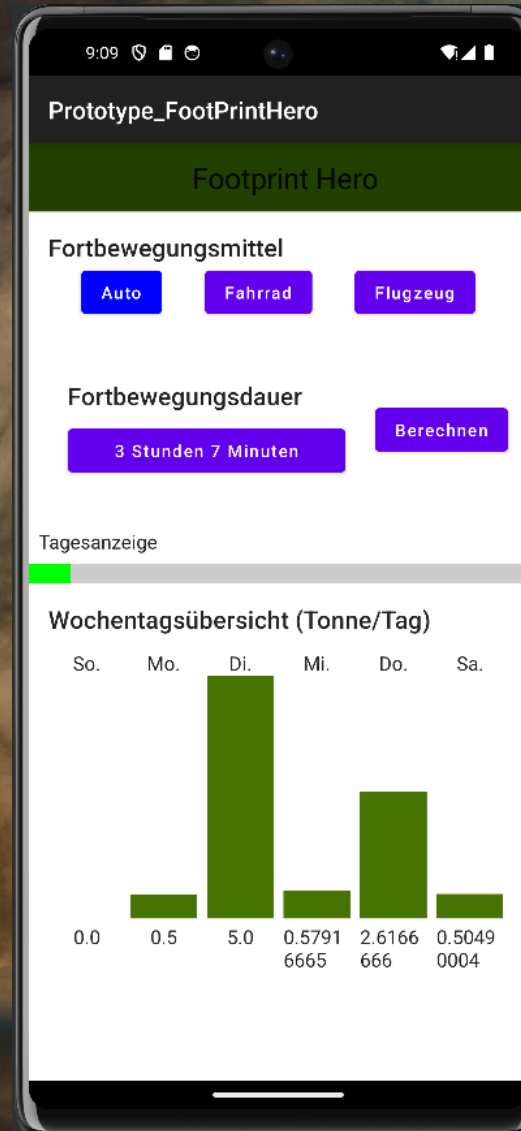 9:09
Prototype_FootPrintHero
Footprint Hero
Fortbewegungsmittel
Auto Fahrrad Flugzeug
Fortbewegungsdauer
Berechnen
3 Stunden 7 Minuten
Tagesanzeige
Wochentagsübersicht (Tonne/Tag)
So. Mo. Di. Mi. Do. Sa.
0.0 0.5 5.0 0.5791 2.6166 0.5049
6665 666 0004